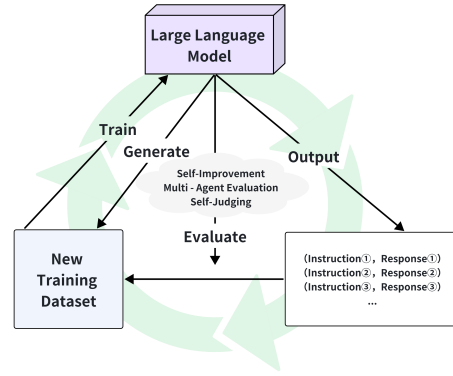 Large Language
Model
Train
Generate
Output
Self-Improvement
Multi - Agent Evaluation
Self-Judging
Evaluate
New
Training
Dataset
(Instruction①, Response①)
(Instruction②, Response②)
(Instruction③, Response③)
...